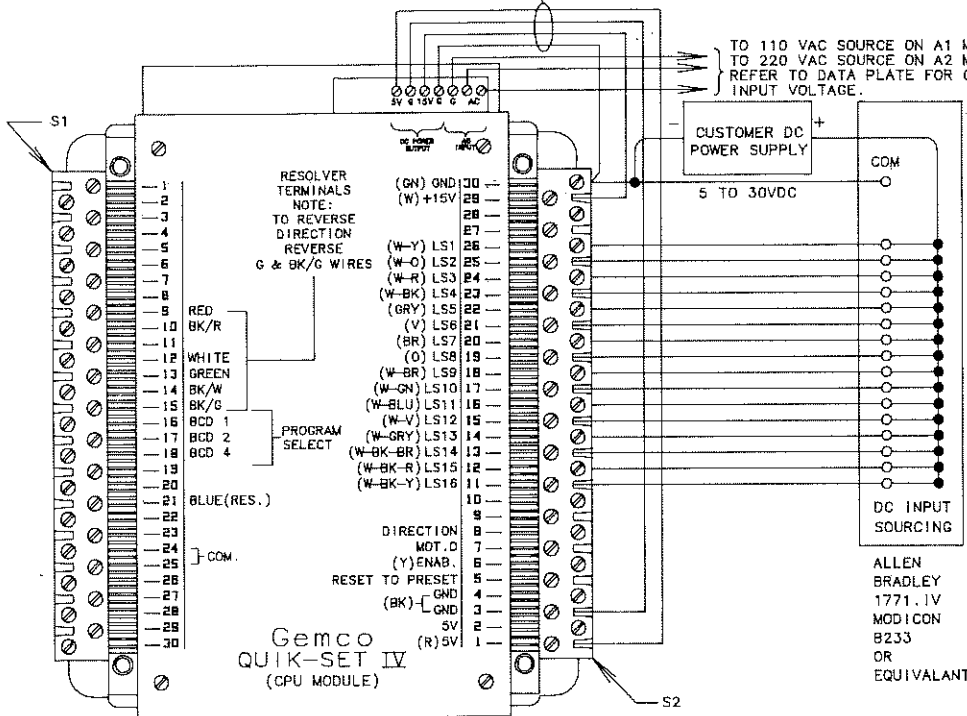 TO 110 VAC SOURCE ON A1 M
TO 220 VAC SOURCE ON A2 M
REFER TO DATA PLATE FOR
INPUT VOLTAGE.
5V G 15V G G AC
DC POWER OUTPUT
AC INPUT
S1
- CUSTOMER DC +
POWER SUPPLY
5 TO 30VDC
COM
RESOLVER
TERMINALS
NOTE:
TO REVERSE
DIRECTION
REVERSE
G & BK/G WIRES
1
2
3
4
5
6
7
8
9 RED
10 BK/R
11
12 WHITE
13 GREEN
14 BK/W
15 BK/G
16 BCD 1
17 BCD 2
18 BCD 4
PROGRAM
SELECT
19
20
21 BLUE(RES.)
22
23
24
25
COM.
26
27
28
29
30
(GN) GND 30
(W)+15V 29
28
27
(W-Y) LS1 26
(W-O) LS2 25
(W-R) LS3 24
(W-BK) LS4 23
(GRY) LS5 22
(V) LS6 21
(BR) LS7 20
(O) LS8 19
(W-BR) LS9 18
(W-GN) LS10 17
(W-BLU) LS11 16
(W-V) LS12 15
(W-GRY) LS13 14
(W-BK-BR) LS14 13
(W-BK-R) LS15 12
(W-BK-Y) LS16 11
10
9
DIRECTION 8
MOT.D 7
(Y)ENAB. 6
RESET TO PRESET 5
(BK) GND 4
GND 3
5V 2
(R)5V 1
Gemco
QUIK-SET IV
(CPU MODULE)
S2
DC INPUT
SOURCING
ALLEN
BRADLEY
1771.IV
MODICON
B233
OR
EQUIVALANT